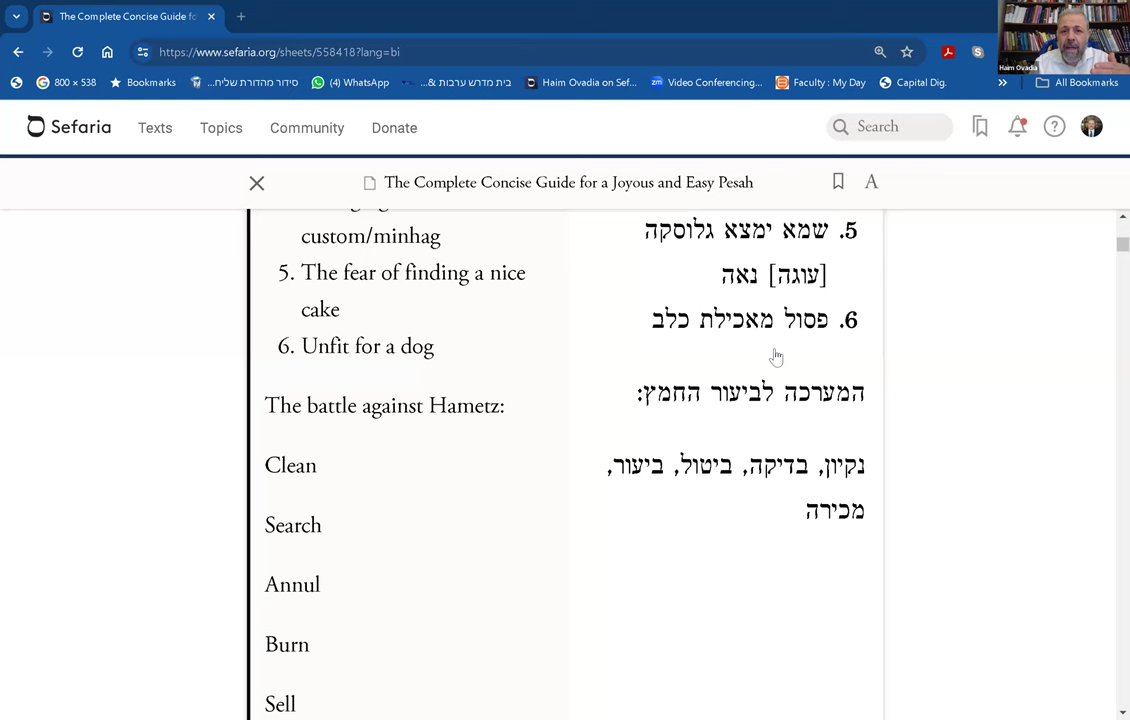 The Complete Concise Guide fo
https://www.sefaria.org/sheets/558418?lang=bi
Haim Ovadia
800 × 538
Bookmarks
סידור מהדורת שליח...
(4) WhatsApp
בית מדרש ערבות &...
Haim Ovadia on Sef...
Video Conferencing...
Faculty : My Day
Capital Dig.
All Bookmarks
Sefaria
Texts
Topics
Community
Donate
Search
The Complete Concise Guide for a Joyous and Easy Pesah
A
custom/minhag
5. The fear of finding a nice
cake
6. Unfit for a dog
The battle against Hametz:
Clean
Search
Annul
Burn
Sell
5. שמא ימצא גלוסקה
[עוגה] נאה
6. פסול מאכילת כלב
המערכה לביעור החמץ:
נקיון, בדיקה, ביטול, ביעור,
מכירה